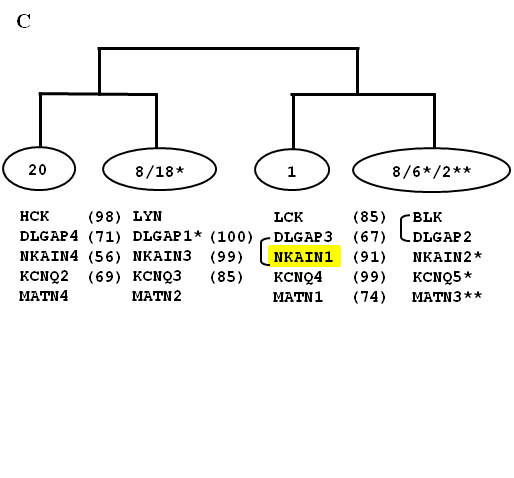 C
20 8/18* 1 8/6*/2**
HCK (98) LYN LCK (85) BLK
DLGAP4 (71) DLGAP1* (100) DLGAP3 (67) DLGAP2
NKAIN4 (56) NKAIN3 (99) NKAIN1 (91) NKAIN2*
KCNQ2 (69) KCNQ3 (85) KCNQ4 (99) KCNQ5*
MATN4 MATN2 MATN1 (74) MATN3**